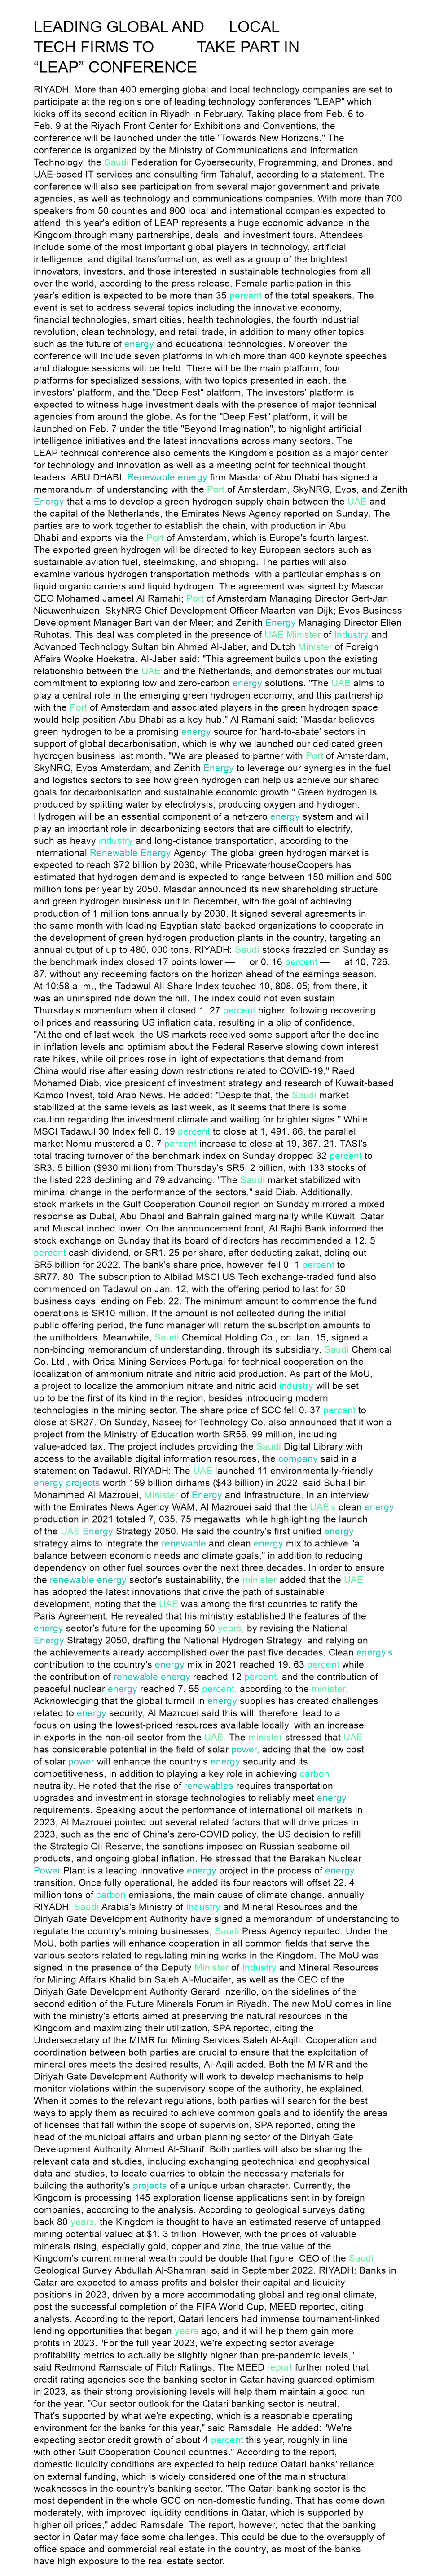 LEADING GLOBAL AND LOCAL
TECH FIRMS TO TAKE PART IN
“LEAP” CONFERENCE
RIYADH: More than 400 emerging global and local technology companies are set to
participate at the region's one of leading technology conferences "LEAP" which
kicks off its second edition in Riyadh in February. Taking place from Feb. 6 to
Feb. 9 at the Riyadh Front Center for Exhibitions and Conventions, the
conference will be launched under the title "Towards New Horizons." The
conference is organized by the Ministry of Communications and Information
Technology, the Saudi Federation for Cybersecurity, Programming, and Drones, and
UAE-based IT services and consulting firm Tahaluf, according to a statement. The
conference will also see participation from several major government and private
agencies, as well as technology and communications companies. With more than 700
speakers from 50 counties and 900 local and international companies expected to
attend, this year's edition of LEAP represents a huge economic advance in the
Kingdom through many partnerships, deals, and investment tours. Attendees
include some of the most important global players in technology, artificial
intelligence, and digital transformation, as well as a group of the brightest
innovators, investors, and those interested in sustainable technologies from all
over the world, according to the press release. Female participation in this
year's edition is expected to be more than 35 percent of the total speakers. The
event is set to address several topics including the innovative economy,
financial technologies, smart cities, health technologies, the fourth industrial
revolution, clean technology, and retail trade, in addition to many other topics
such as the future of energy and educational technologies. Moreover, the
conference will include seven platforms in which more than 400 keynote speeches
and dialogue sessions will be held. There will be the main platform, four
platforms for specialized sessions, with two topics presented in each, the
investors' platform, and the "Deep Fest" platform. The investors' platform is
expected to witness huge investment deals with the presence of major technical
agencies from around the globe. As for the "Deep Fest" platform, it will be
launched on Feb. 7 under the title "Beyond Imagination", to highlight artificial
intelligence initiatives and the latest innovations across many sectors. The
LEAP technical conference also stresses the Kingdom's position as a major center
for technology and innovation as well as a meeting point for technical thought
leaders. ABU DHABI: Renewable energy firm Masdar of Abu Dhabi has signed a
memorandum of understanding with the Port of Amsterdam, SkyNRG, Evos, and Zenith
Energy that aims to develop a green hydrogen supply chain between the UAE and
the capital of the Netherlands, the Emirates News Agency reported on Sunday. The
parties aim to work together to establish the chain, with production in Abu
Dhabi and exports via the Port of Amsterdam, which is Europe's fourth largest.
The exported green hydrogen will be directed to key European sectors such as
sustainable aviation fuel, steelmaking, and shipping. The parties will also
examine various hydrogen transportation methods, with a particular emphasis on
liquid organic carriers and liquid hydrogen. The agreement was signed by Masdar
CEO Mohamed Jameel Al Ramahi; Port of Amsterdam Managing Director Gert-Jan
Nieuwenhuizen; SkyNRG Chief Development Officer Maarten van Dijk; Evos Business
Development Manager Bart van der Meer; and Zenith Energy Managing Director Ellen
Ruhotas. This deal was completed in the presence of UAE Minister of Industry and
Advanced Technology Sultan bin Ahmed Al-Jaber, and Dutch Minister of Foreign
Affairs Wopke Hoekstra. Al-Jaber said: "This agreement builds upon the existing
relationship between the UAE and the Netherlands, and demonstrates our mutual
commitment to exploring low and zero-carbon energy solutions. "The UAE aims to
play a central role in the emerging green hydrogen economy, and this partnership
with the Port of Amsterdam and associated players in the green hydrogen space
would help position Abu Dhabi as a key hub." Al Ramahi said: "Masdar believes
green hydrogen to be a promising energy source for 'hard-to-abate' sectors in
support of global decarbonisation, which is why we launched our dedicated green
hydrogen business last month. "We are pleased to partner with Port of Amsterdam,
SkyNRG, Evos Amsterdam, and Zenith Energy to leverage our synergies in the fuel
and logistics sectors to see how green hydrogen can help us achieve our shared
goals for decarbonisation and sustainable economic growth." Green hydrogen is
produced by splitting water by electrolysis, producing oxygen and hydrogen.
Hydrogen will be an essential component of a net-zero energy system and will
play an important role in decarbonizing sectors that are difficult to electrify,
such as heavy industry and long-distance transportation, according to the
International Renewable Energy Agency. The global green hydrogen market is
expected to reach $72 billion by 2030, while PricewaterhouseCoopers has
estimated that hydrogen demand is expected to range between 150 million and 500
million tons per year by 2050. Masdar announced its new shareholding structure
and green hydrogen business unit in December, with the goal of achieving
production of 1 million tons annually by 2030. It signed several agreements in
the same month with leading Egyptian state-backed organizations to cooperate in
the development of green hydrogen production plants in the country, targeting an
annual output of up to 480, 000 tons. RIYADH: Saudi stocks frazzled on Sunday as
the benchmark index closed 17 points lower — or 0. 16 percent — at 10, 726.
87, without any redeeming factors on the horizon ahead of the earnings season.
At 10:58 a. m., the Tadawul All Share Index touched 10, 808. 05; from there, it
was an uninspired ride down the hill. The index could not even sustain
Thursday's momentum when it closed 1. 27 percent higher, following recovering
oil prices and reassuring US inflation data, resulting in a blip of confidence.
"At the end of last week, the US markets received some support after the decline
in inflation levels and optimism about the Federal Reserve slowing down interest
rate hikes, while oil prices rose in light of expectations that demand from
China would rise after easing down restrictions related to COVID-19," Raed
Mohamed Diab, vice president of investment strategy and research of Kuwait-based
Kamco Invest, told Arab News. He added: "Despite that, the Saudi market
stabilized at the same levels as last week, as it seems that there is some
caution regarding the investment climate and waiting for brighter signs." While
MSCI Tadawul 30 Index fell 0. 19 percent to close at 1, 491. 66, the parallel
market Nomu mustered a 0. 7 percent increase to close at 19, 367. 21. TASI's
total trading turnover of the benchmark index on Sunday dropped 32 percent to
SR3. 5 billion ($930 million) from Thursday's SR5. 2 billion, with 133 stocks of
the listed 223 declining and 79 advancing. "The Saudi market stabilized with
minimal change in the performance of the sectors," said Diab. Additionally,
stock markets in the Gulf Cooperation Council region on Sunday mirrored a mixed
response as Dubai, Abu Dhabi and Bahrain gained marginally while Kuwait, Qatar
and Muscat inched lower. On the announcement front, Al Rajhi Bank informed the
stock exchange on Sunday that its board of directors has recommended a 12. 5
percent cash dividend, or SR1. 25 per share, after deducting zakat, doling out
SR5 billion for 2022. The bank's share price, however, fell 0. 1 percent to
SR77. 80. The subscription to Albilad MSCI US Tech exchange-traded fund also
commenced on Tadawul on Jan. 12, with the offering period to last for 30
business days, ending on Feb. 22. The minimum amount to commence the fund
operations is SR10 million. If the amount is not collected during the initial
public offering period, the fund manager will return the subscription amounts to
the unitholders. Meanwhile, Saudi Chemical Holding Co., on Jan. 15, signed a
non-binding memorandum of understanding, through its subsidiary, Saudi Chemical
Co. Ltd., with Orica Mining Services Portugal for technical cooperation on the
localization of ammonium nitrate and nitric acid production. As part of the MoU,
a project to localize the ammonium nitrate and nitric acid industry will be set
up to be the first of its kind in the region, besides introducing modern
technologies in the mining sector. The share price of SCC fell 0. 37 percent to
close at SR27. On Sunday, Naseej for Technology Co. also announced that it won a
project from the Ministry of Education worth SR56. 99 million, including
value-added tax. The project includes providing the Saudi Digital Library with
access to the available digital information resources, the company said in a
statement on Tadawul. RIYADH: The UAE launched 11 environmentally-friendly
energy projects worth 159 billion dirhams ($43 billion) in 2022, said Suhail bin
Mohammed Al Mazrouei, Minister of Energy and Infrastructure. In an interview
with the Emirates News Agency WAM, Al Mazrouei said that the UAE's clean energy
production in 2021 totaled 7, 035. 75 megawatts, while highlighting the launch
of the UAE Energy Strategy 2050. He said the country's first unified energy
strategy aims to integrate the renewable and clean energy mix to achieve "a
balance between economic needs and climate goals," in addition to reducing
dependency on other fuel sources over the next three decades. In order to ensure
the renewable energy sector's sustainability, the minister added that the UAE
has adopted the latest innovations that drive the path of sustainable
development, noting that the UAE was among the first countries to ratify the
Paris Agreement. He revealed that his ministry established the features of the
energy sector's future for the upcoming 50 years, by revising the National
Energy Strategy 2050, drafting the National Hydrogen Strategy, and relying on
the achievements already accomplished over the past five decades. Clean energy's
contribution to the country's energy mix in 2021 reached 19. 63 percent while
the contribution of renewable energy reached 12 percent, and the contribution of
peaceful nuclear energy reached 7. 55 percent, according to the minister.
Acknowledging that the global turmoil in energy supplies has created challenges
related to energy security, Al Mazrouei said this will, therefore, lead to a
focus on using the lowest-priced resources available locally, with an increase
in exports in the non-oil sector from the UAE. The minister stressed that UAE
has considerable potential in the field of solar power, adding that the low cost
of solar power will enhance the country's energy security and its
competitiveness, in addition to playing a key role in achieving carbon
neutrality. He noted that the rise of renewables requires transportation
upgrades and investment in storage technologies to reliably meet energy
requirements. Speaking about the performance of international oil markets in
2023, Al Mazrouei pointed out several related factors that will drive prices in
2023, such as the end of China's zero-COVID policy, the US decision to refill
the Strategic Oil Reserve, the sanctions imposed on Russian seaborne oil
products, and ongoing global inflation. He stressed that the Barakah Nuclear
Power Plant is a leading innovative energy project in the process of energy
transition. Once fully operational, he added its four reactors will offset 22. 4
million tons of carbon emissions, the main cause of climate change, annually.
RIYADH: Saudi Arabia's Ministry of Industry and Mineral Resources and the
Diriyah Gate Development Authority have signed a memorandum of understanding to
regulate the country's mining businesses, Saudi Press Agency reported. Under the
MoU, both parties will enhance cooperation in all common fields that serve the
various sectors related to regulating mining works in the Kingdom. The MoU was
signed in the presence of the Deputy Minister of Industry and Mineral Resources
for Mining Affairs Khalid bin Saleh Al-Mudaifer, as well as the CEO of the
Diriyah Gate Development Authority Gerard Inzerillo, on the sidelines of the
second edition of the Future Minerals Forum in Riyadh. The new MoU comes in line
with the ministry's efforts aimed at preserving the natural resources in the
Kingdom and maximizing their utilization, SPA reported, citing the
Undersecretary of the MIMR for Mining Services Saleh Al-Aqili. Cooperation and
coordination between both parties are crucial to ensure that the exploitation of
mineral ores meets the desired results, Al-Aqili added. Both the MIMR and the
Diriyah Gate Development Authority will work to develop mechanisms to help
monitor violations within the supervisory scope of the authority, he explained.
When it comes to the relevant regulations, both parties will search for the best
ways to apply them as required to achieve common goals and to identify the areas
of licenses that fall within the scope of supervision, SPA reported, citing the
head of the municipal affairs and urban planning sector of the Diriyah Gate
Development Authority Ahmed Al-Sharif. Both parties will also be sharing the
relevant data and studies, including exchanging geotechnical and geophysical
data and studies, to locate quarries to obtain the necessary materials for
building the authority's projects of a unique urban character. Currently, the
Kingdom is processing 145 exploration license applications sent in by foreign
companies, according to the analysis. According to geological surveys dating
back 80 years, the Kingdom is thought to have an estimated reserve of untapped
mining potential valued at $1. 3 trillion. However, with the prices of valuable
minerals rising, especially gold, copper and zinc, the true value of the
Kingdom's current mineral wealth could be double that figure, CEO of the Saudi
Geological Survey Abdullah Al-Shamrani said in September 2022. RIYADH: Banks in
Qatar are expected to amass profits and bolster their capital and liquidity
positions in 2023, driven by a more accommodating global and regional climate,
post the successful completion of the FIFA World Cup, MEED reported, citing
analysts. According to the report, Qatari lenders had immense tournament-linked
lending opportunities that began years ago, and it will help them gain more
profits in 2023. "For the full year 2023, we're expecting sector average
profitability metrics to actually be slightly higher than pre-pandemic levels,"
said Redmond Ramsdale of Fitch Ratings. The MEED report further noted that
credit rating agencies see the banking sector in Qatar having guarded optimism
in 2023, as their strong provisioning levels will help them maintain a good run
for the year. "Our sector outlook for the Qatari banking sector is neutral.
That's supported by what we're expecting, which is a reasonable operating
environment for the banks for this year," said Ramsdale. He added: "We're
expecting sector credit growth of about 4 percent this year, roughly in line
with other Gulf Cooperation Council countries." According to the report,
domestic liquidity conditions are expected to help reduce Qatari banks' reliance
on external funding, which is widely considered one of the main structural
weaknesses in the country's banking sector. "The Qatari banking sector is the
most dependent in the whole GCC on non-domestic funding. That has come down
moderately, with improved liquidity conditions in Qatar, which is supported by
higher oil prices," added Ramsdale. The report, however, noted that the banking
sector in Qatar may face some challenges. This could be due to the oversupply of
office space and commercial real estate in the country, as most of the banks
have high exposure to the real estate sector.